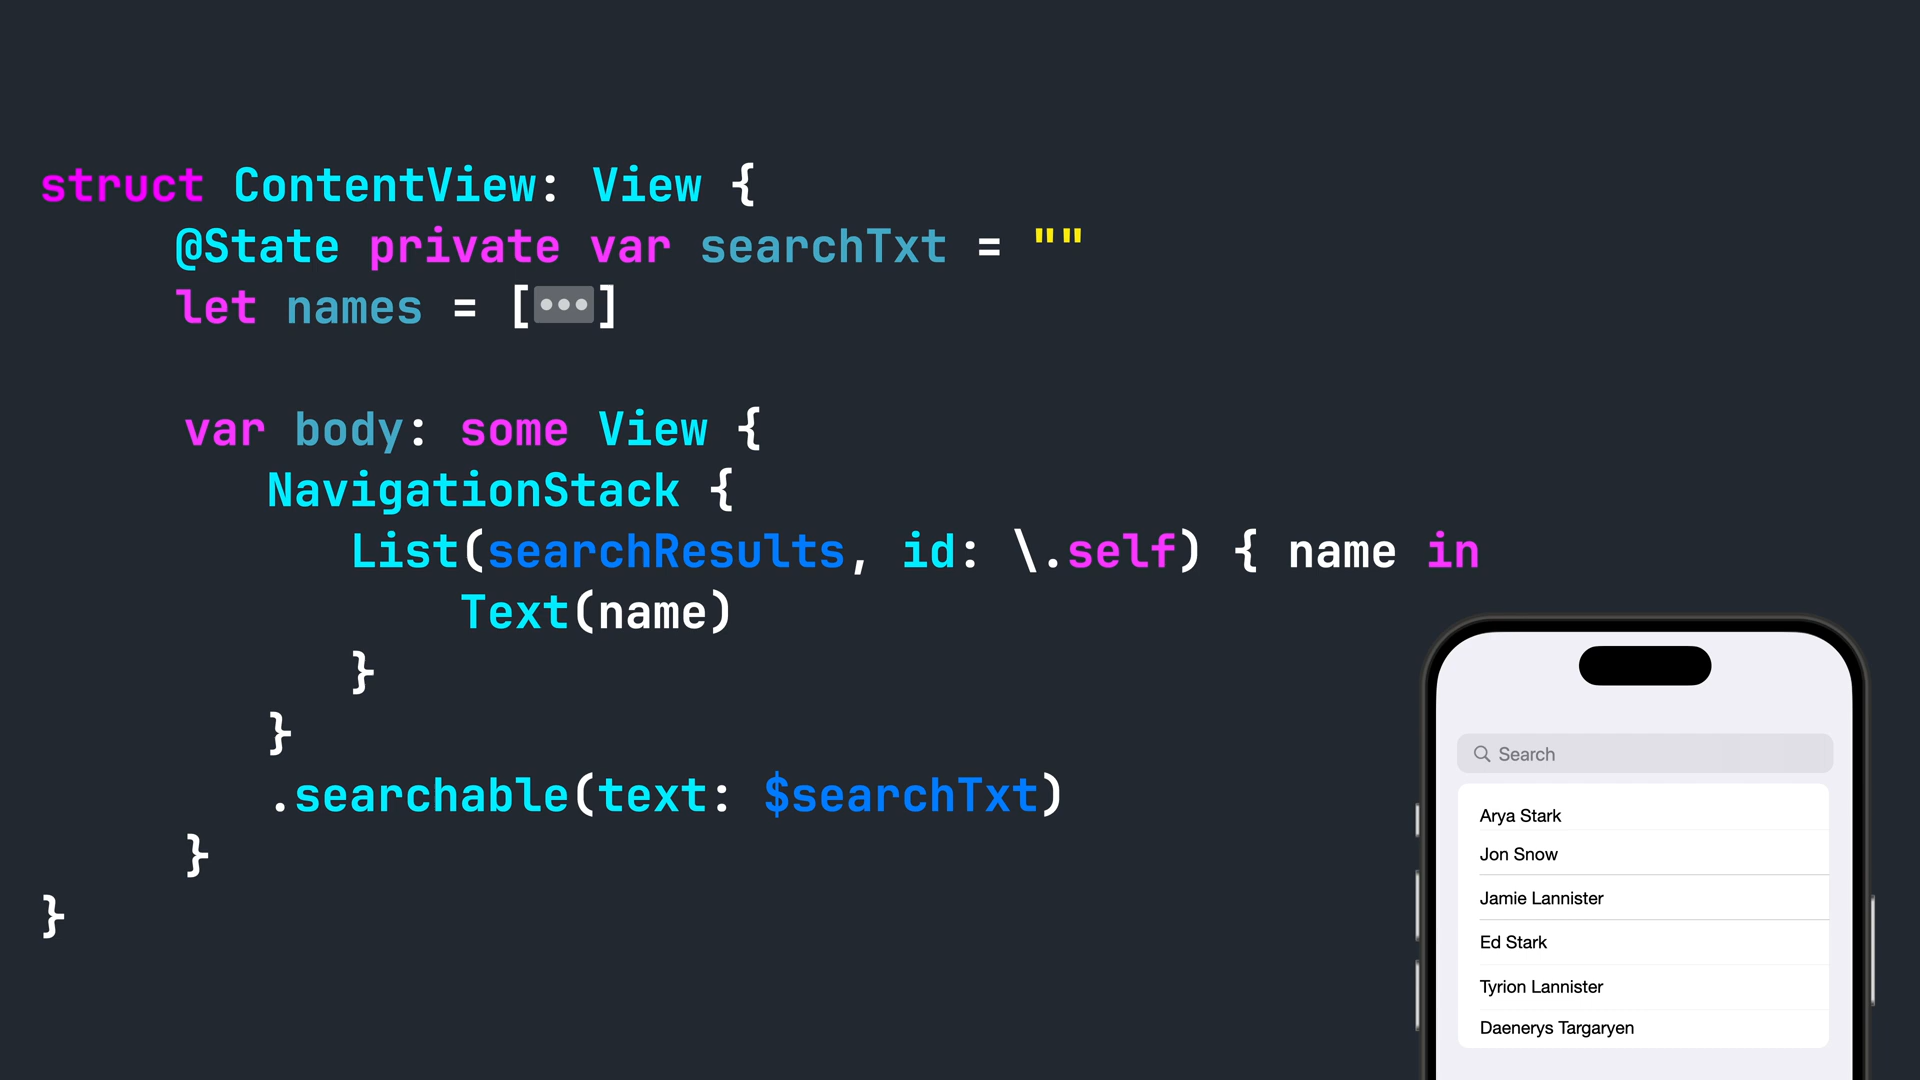 struct ContentView: View {
@State private var searchTxt = ""
let names = [•••]
var body: some View {
NavigationStack {
List(searchResults, id: \.self) { name in
Text(name)
}
}
.searchable(text: $searchTxt)
}
}
Search
Arya Stark
Jon Snow
Jamie Lannister
Ed Stark
Tyrion Lannister
Daenerys Targaryen